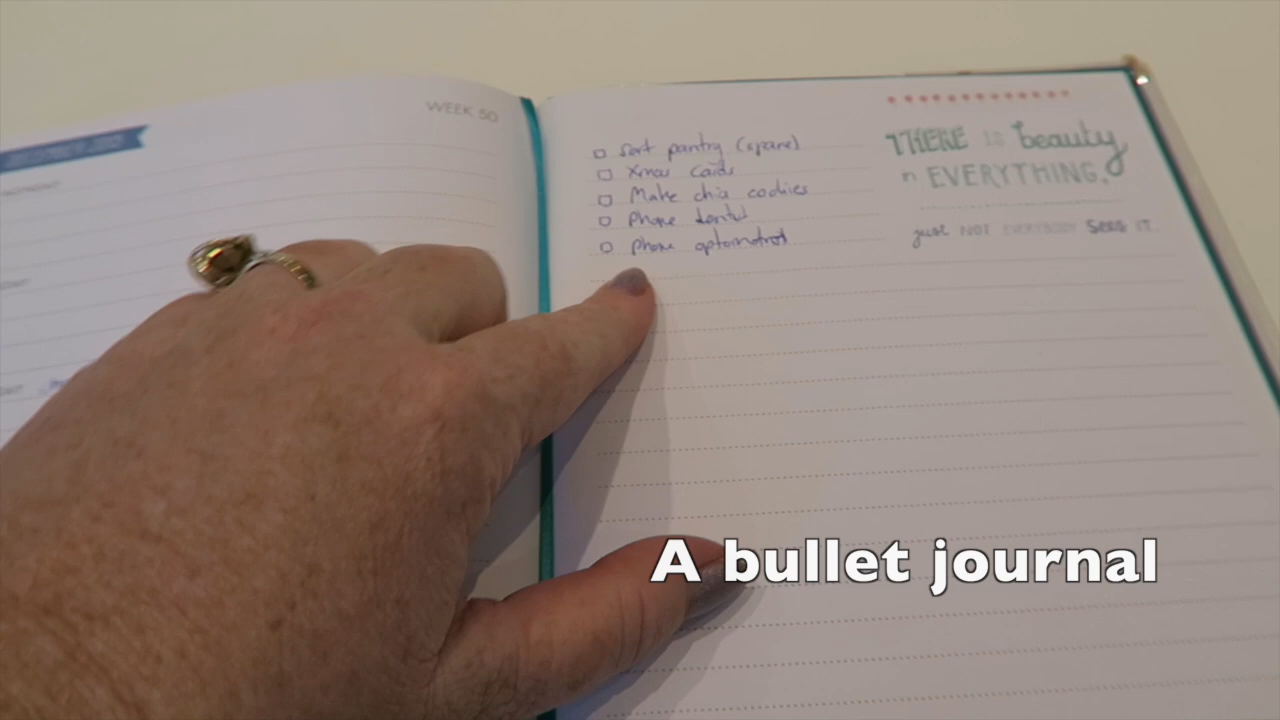 WEEK 50
Sort pantry (spare)
Xmas Cards
Make chia cookies
Phone dentist
Phone optometrist
THERE IS beauty
in EVERYTHING,
just NOT EVERYBODY sees IT.
A bullet journal